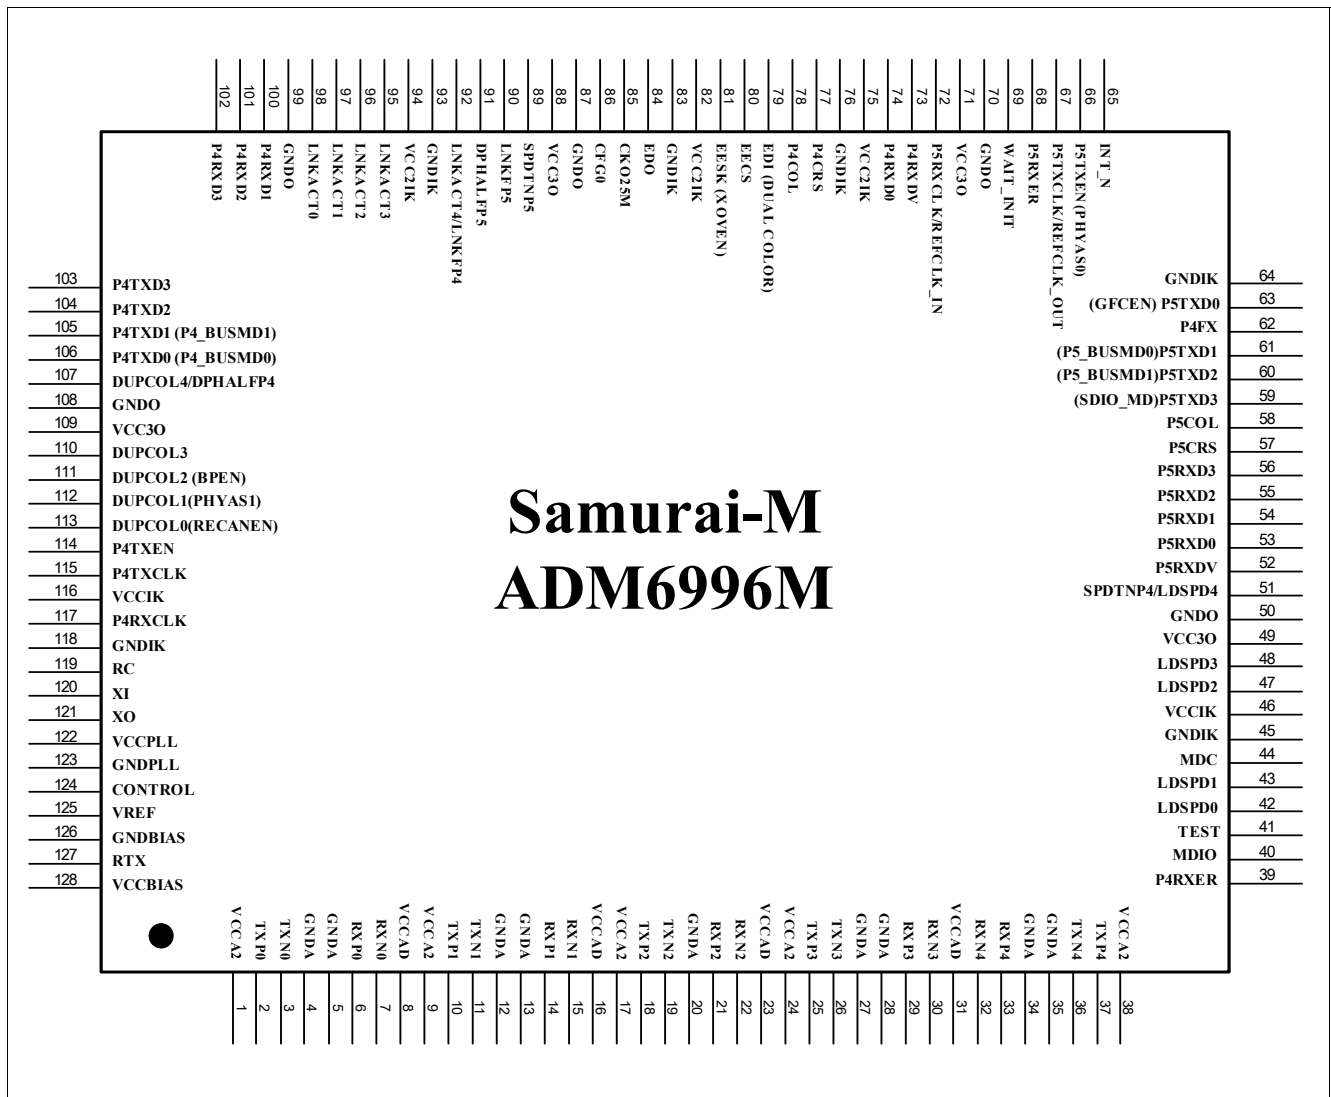 102 101 100 99 98 97 96 95 94 93 92 91 90 89 88 87 86 85 84 83 82 81 80 79 78 77 76 75 74 73 72 71 70 69 68 67 66 65
P4RXD3
P4RXD2
P4RXD1
GNDO
LNKACT0
LNKACT1
LNKACT2
LNKACT3
VCC2IK
GNDIK
LNKACT4/LNKFP4
DPHALFP5
LNKFP5
SPDTNP5
VCC3O
GNDO
CFG0
CKO25M
EDO
GNDIK
VCC2IK
EESK (XOVEN)
EECS
EDI (DUAL COLOR)
P4COL
P4CRS
GNDIK
VCC2IK
P4RXD0
P4RXDV
P5RXCLK/REFCLK_IN
VCC3O
GNDO
WAIT_INIT
P5RXER
P5TXCLK/REFCLK_OUT
P5TXEN(PHYAS0)
INT_N
103 P4TXD3
104 P4TXD2
105 P4TXD1 (P4_BUSMD1)
106 P4TXD0 (P4_BUSMD0)
107 DUPCOL4/DPHALFP4
108 GNDO
109 VCC3O
110 DUPCOL3
111 DUPCOL2 (BPEN)
112 DUPCOL1(PHYAS1)
113 DUPCOL0(RECANEN)
114 P4TXEN
115 P4TXCLK
116 VCCIK
117 P4RXCLK
118 GNDIK
119 RC
120 XI
121 XO
122 VCCPLL
123 GNDPLL
124 CONTROL
125 VREF
126 GNDBIAS
127 RTX
128 VCCBIAS
Samurai-M
ADM6996M
GNDIK 64
(GFCEN) P5TXD0 63
P4FX 62
(P5_BUSMD0)P5TXD1 61
(P5_BUSMD1)P5TXD2 60
(SDIO_MD)P5TXD3 59
P5COL 58
P5CRS 57
P5RXD3 56
P5RXD2 55
P5RXD1 54
P5RXD0 53
P5RXDV 52
SPDTNP4/LDSPD4 51
GNDO 50
VCC3O 49
LDSPD3 48
LDSPD2 47
VCCIK 46
GNDIK 45
MDC 44
LDSPD1 43
LDSPD0 42
TEST 41
MDIO 40
P4RXER 39
VCCA2
TXP0
TXN0
GNDA
GNDA
RXP0
RXN0
VCCAD
VCCA2
TXP1
TXN1
GNDA
GNDA
RXP1
RXN1
VCCAD
VCCA2
TXP2
TXN2
GNDA
RXP2
RXN2
VCCAD
VCCA2
TXP3
TXN3
GNDA
GNDA
RXP3
RXN3
VCCAD
RXN4
RXP4
GNDA
GNDA
TXN4
TXP4
VCCA2
1 2 3 4 5 6 7 8 9 10 11 12 13 14 15 16 17 18 19 20 21 22 23 24 25 26 27 28 29 30 31 32 33 34 35 36 37 38